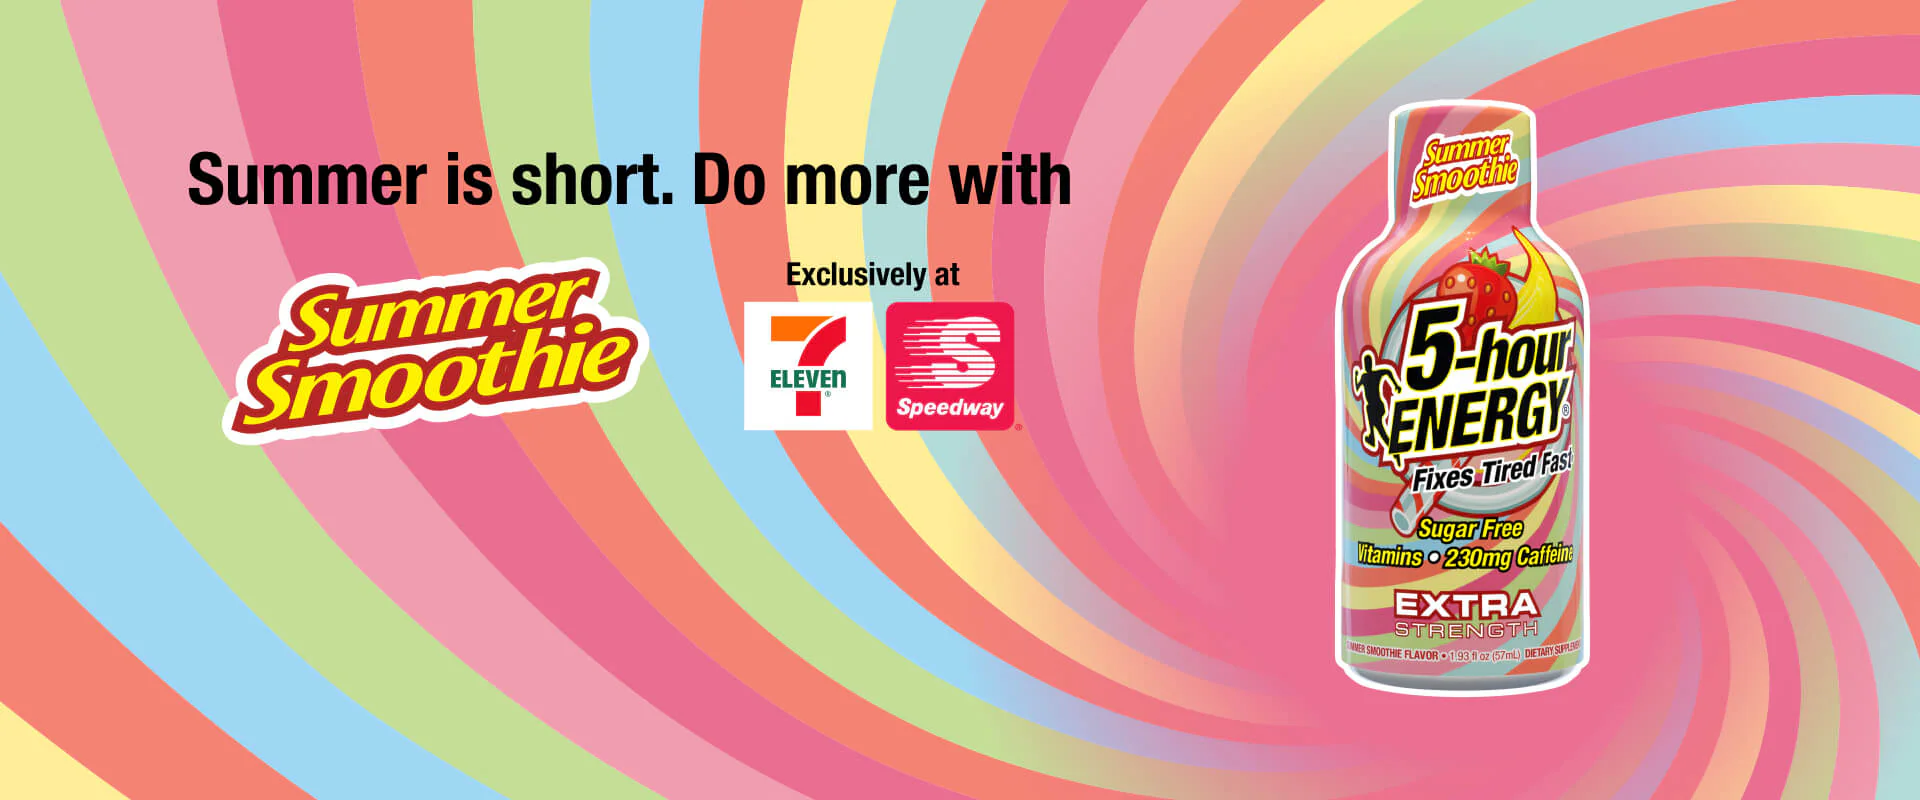 Summer is short. Do more with
Summer
Smoothie
Exclusively at
7
ELEVEn
®
S
Speedway
®
Summer
Smoothie
5-hour
ENERGY®
Fixes Tired Fast
Sugar Free
Vitamins • 230mg Caffeine
EXTRA
STRENGTH
SMOOTHIE FLAVOR • 1.93 fl oz (57mL) DIETARY